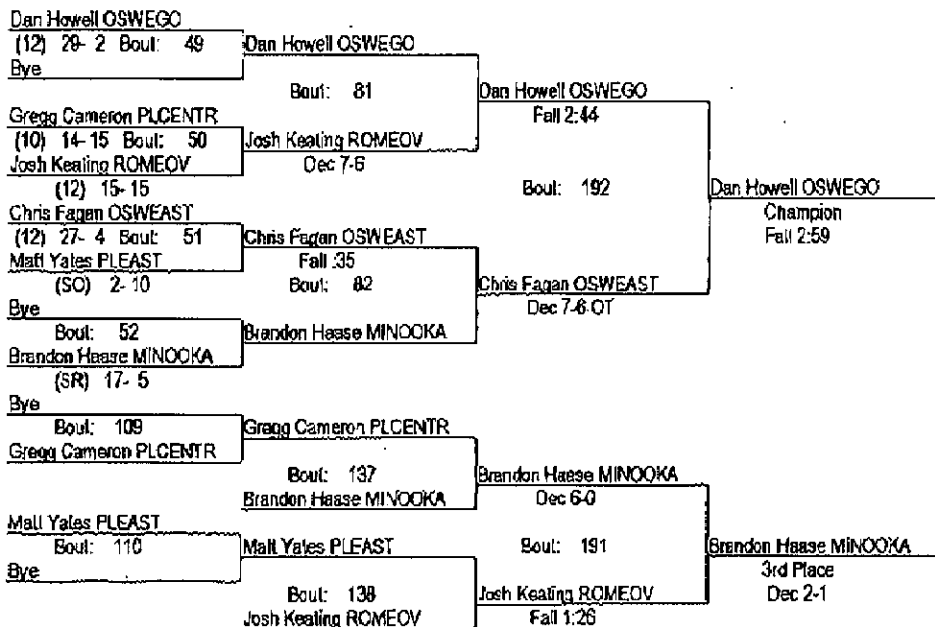 Dan Howell OSWEGO
(12) 29- 2 Bout: 49
Bye
Dan Howell OSWEGO
Bout: 81
Gregg Cameron PLCENTR
(10) 14- 15 Bout: 50
Josh Keating ROMEOV
(12) 15- 15
Josh Keating ROMEOV
Dec 7-6
Dan Howell OSWEGO
Fall 2:44
Bout: 192
Chris Fagan OSWEAST
(12) 27- 4 Bout: 51
Matt Yates PLEAST
(SO) 2- 10
Chris Fagan OSWEAST
Fall :35
Bout: 82
Bye
Bout: 52
Brandon Haase MINOOKA
(SR) 17- 5
Brandon Haase MINOOKA
Chris Fagan OSWEAST
Dec 7-6 OT
Dan Howell OSWEGO
Champion
Fall 2:59
Bye
Bout: 109
Gregg Cameron PLCENTR
Gregg Cameron PLCENTR
Bout: 137
Brandon Haase MINOOKA
Brandon Haase MINOOKA
Dec 6-0
Bout: 191
Matt Yates PLEAST
Bout: 110
Bye
Matt Yates PLEAST
Bout: 138
Josh Keating ROMEOV
Josh Keating ROMEOV
Fall 1:26
Brandon Haase MINOOKA
3rd Place
Dec 2-1